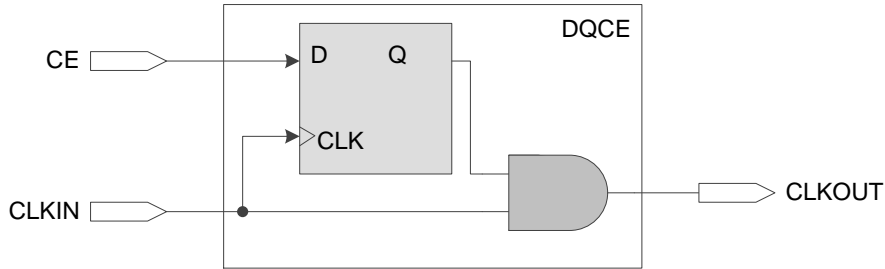 DQCE
CE
D Q
CLK
CLKIN
CLKOUT